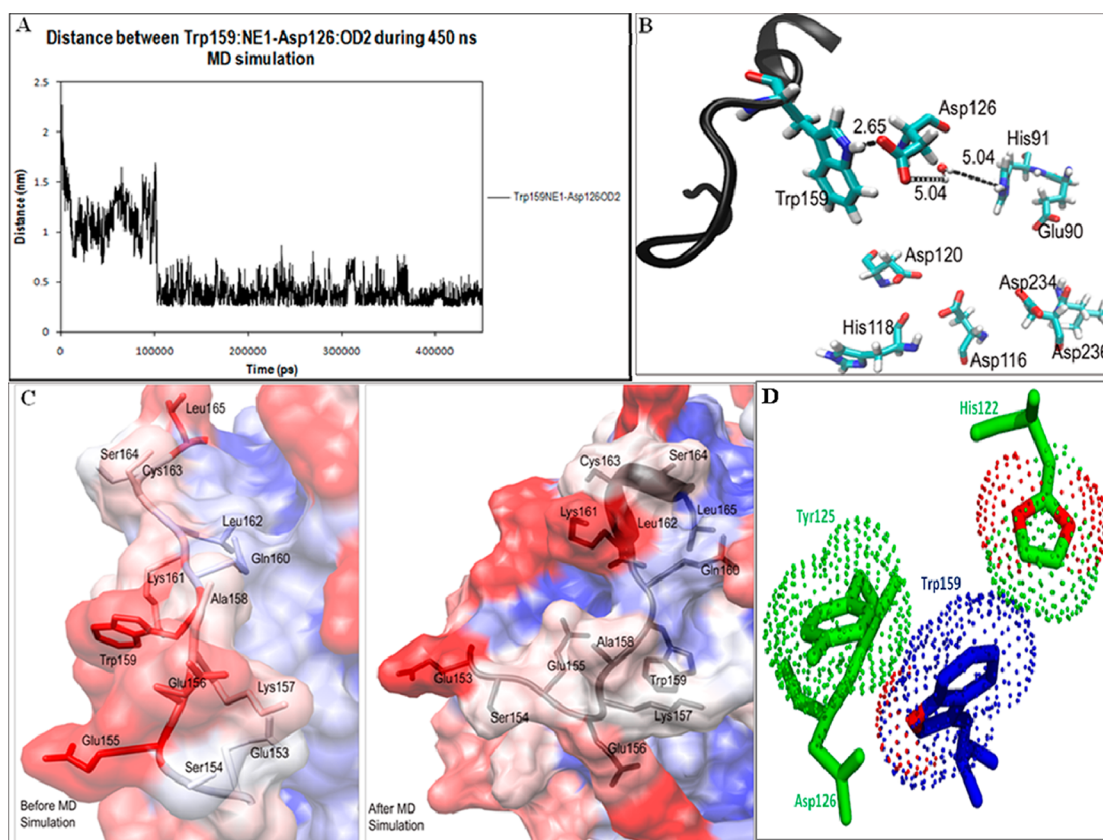 A
Distance between Trp159:NE1-Asp126:OD2 during 450 ns
MD simulation
2.5
2
1.5
1
0.5
0
Distance (nm)
0
100000
200000
300000
400000
Time (ps)
Trp159NE1-Asp126OD2
B
Asp126
2.65
His91
5.04
5.04
Trp159
Glu90
Asp120
Asp234
His118
Asp116
Asp236
C
Leu165
Ser164
Cys163
Leu162
Gln160
Lys161
Ala158
Trp159
Glu156
Lys157
Glu155
Glu153
Ser154
Before MD
Simulation
Cys163
Ser164
Lys161
Leu162
Leu165
Gln160
Ala158
Glu155
Glu153
Trp159
Ser154
Lys157
Glu156
After MD
Simulation
D
His122
Tyr125
Trp159
Asp126